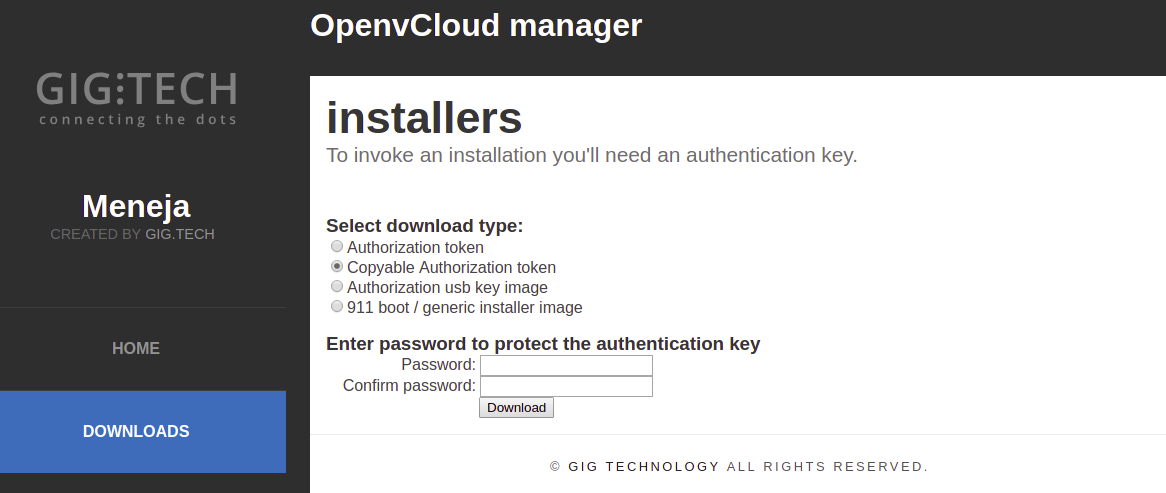 OpenvCloud manager
GIG:TECH
connecting the dots
Meneja
CREATED BY GIG.TECH
HOME
DOWNLOADS
installers
To invoke an installation you'll need an authentication key.
Select download type:
Authorization token
Copyable Authorization token
Authorization usb key image
911 boot / generic installer image
Enter password to protect the authentication key
Password:
Confirm password:
Download
© GIG TECHNOLOGY ALL RIGHTS RESERVED.